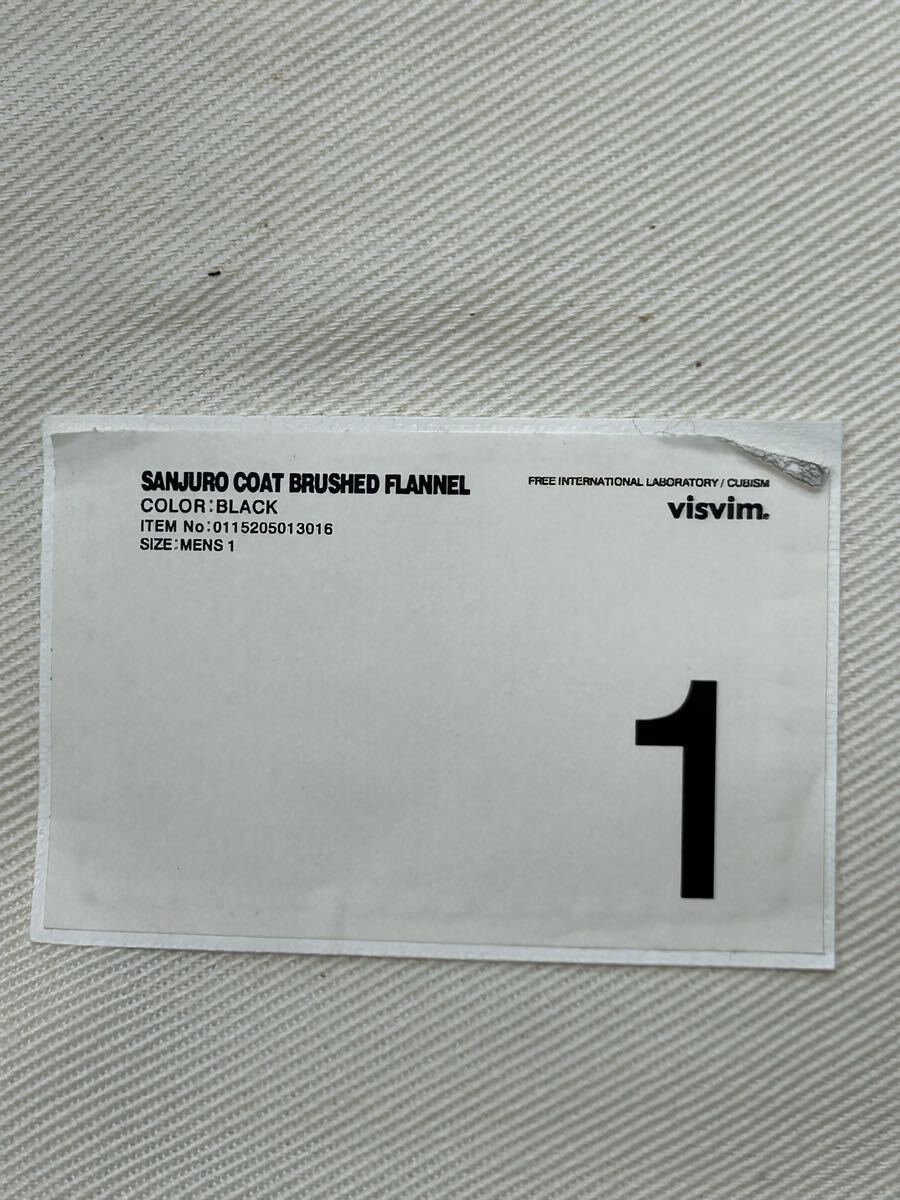 SANJURO COAT BRUSHED FLANNEL
COLOR:BLACK
ITEM No:0115205013016
SIZE:MENS 1
FREE INTERNATIONAL LABORATORY / CUBISM
visvim®
1